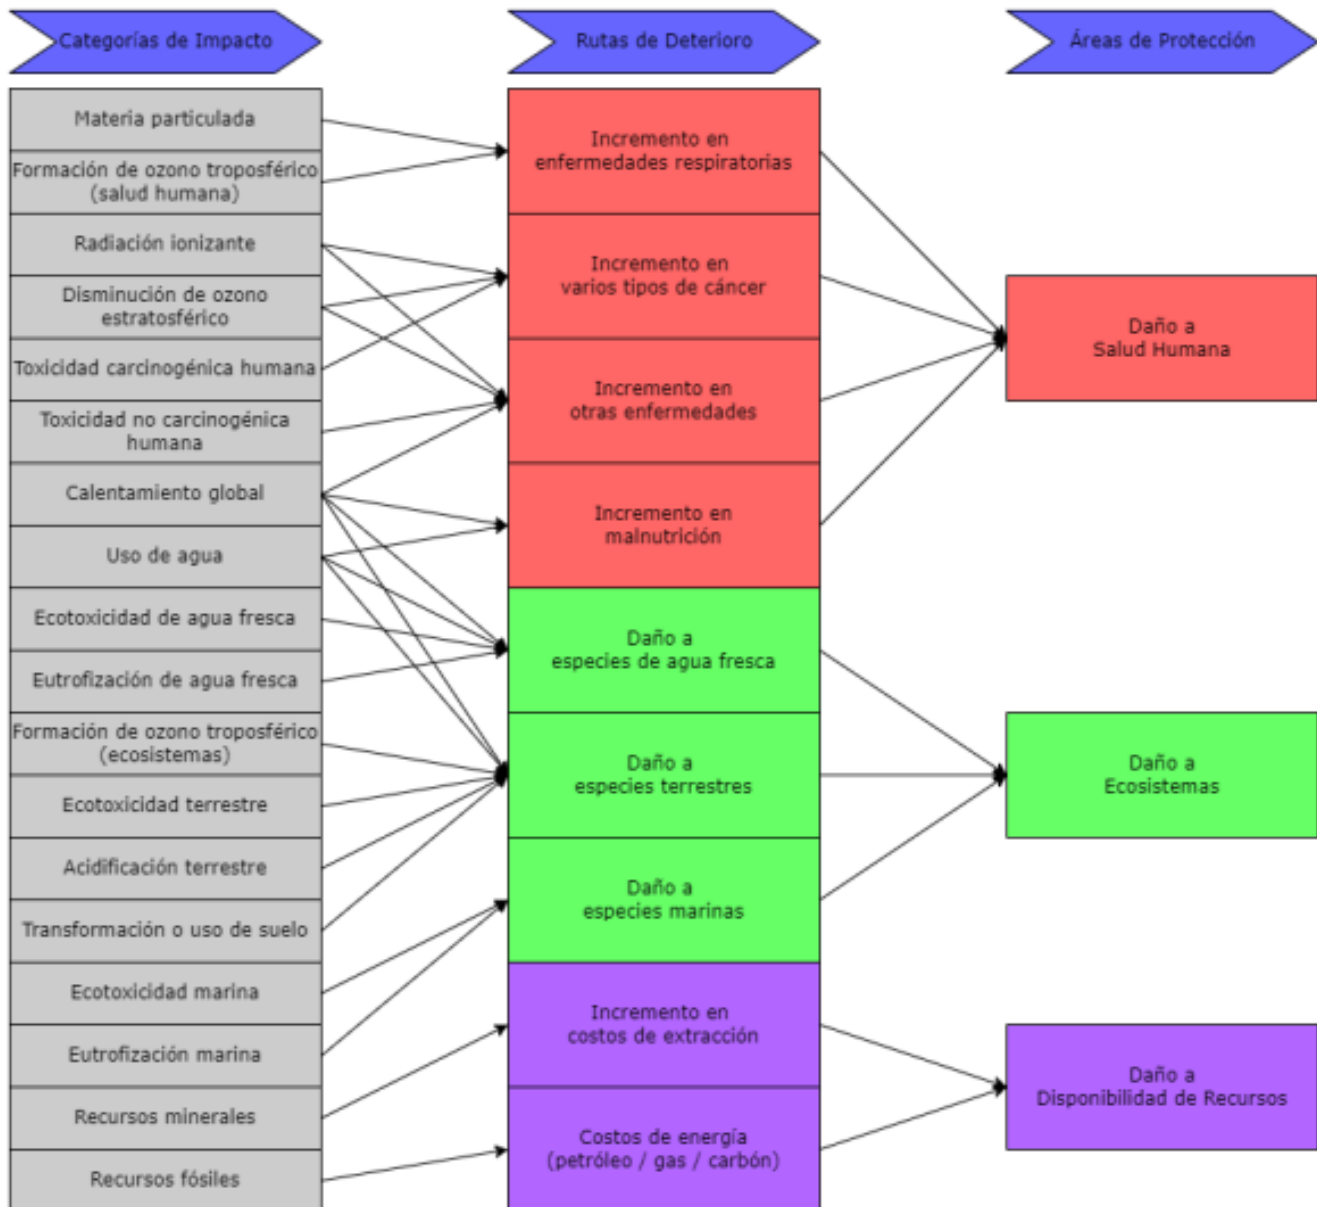 Categorías de Impacto
Rutas de Deterioro
Áreas de Protección
Materia particulada
Formación de ozono troposférico
(salud humana)
Radiación ionizante
Disminución de ozono
estratosférico
Toxicidad carcinogénica humana
Toxicidad no carcinogénica
humana
Calentamiento global
Uso de agua
Ecotoxicidad de agua fresca
Eutrofización de agua fresca
Formación de ozono troposférico
(ecosistemas)
Ecotoxicidad terrestre
Acidificación terrestre
Transformación o uso de suelo
Ecotoxicidad marina
Eutrofización marina
Recursos minerales
Recursos fósiles
Incremento en
enfermedades respiratorias
Incremento en
varios tipos de cáncer
Incremento en
otras enfermedades
Incremento en
malnutrición
Daño a
especies de agua fresca
Daño a
especies terrestres
Daño a
especies marinas
Incremento en
costos de extracción
Costos de energía
(petróleo / gas / carbón)
Daño a
Salud Humana
Daño a
Ecosistemas
Daño a
Disponibilidad de Recursos